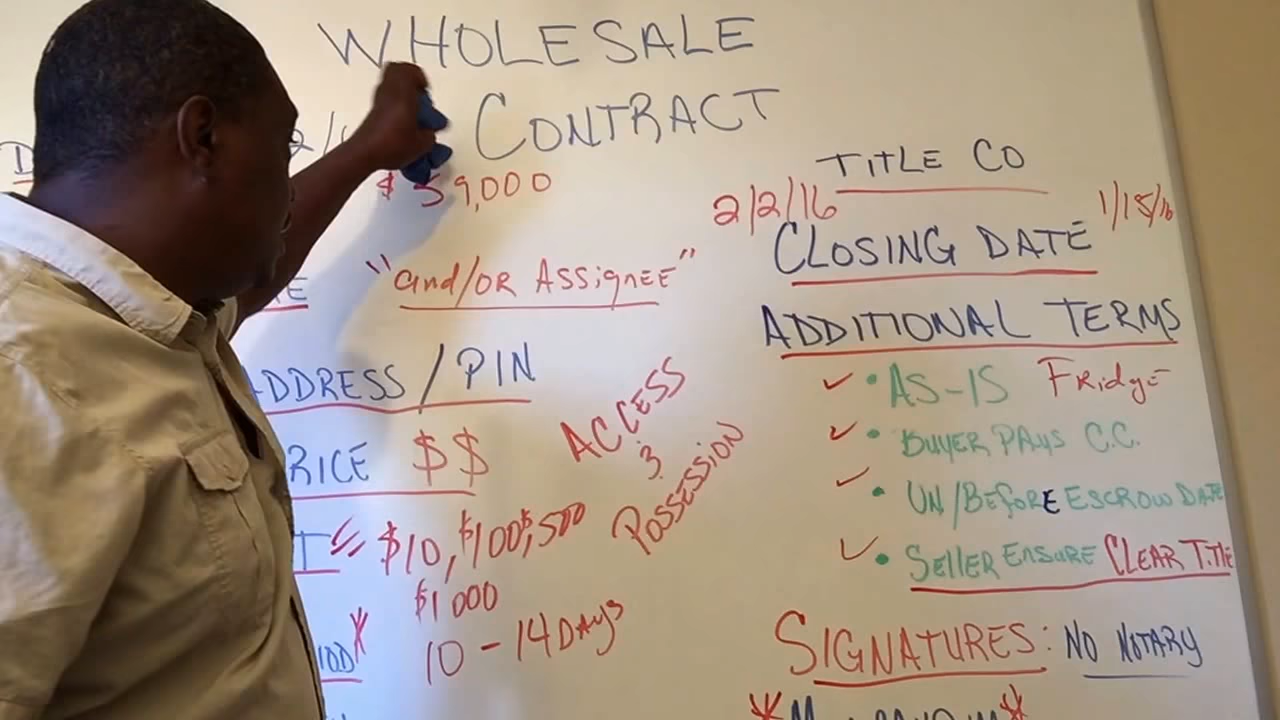 WHOLESALE
CONTRACT
$59,000
"and/OR Assignee"
ADDRESS / PIN
PRICE $$
$10, $100, $500
$1000
10 - 14 Days
ACCESS
&
POSSESSION
TITLE CO
2/2/16
1/15/16
CLOSING DATE
ADDITIONAL TERMS
✓ • AS-IS Fridge
✓ • BUYER PAYS C.C.
✓ • UN/BEFORE ESCROW DATE
✓ • SELLER ENSURE CLEAR TITLE
SIGNATURES: NO NOTARY